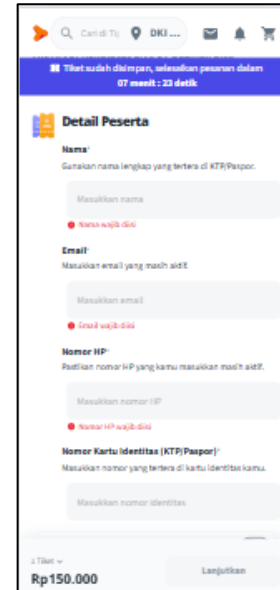 Cari di Ti
DKI ...
Tiket sudah disimpan, selesaikan pesanan dalam
07 menit : 23 detik
Detail Peserta
Nama*
Gunakan nama lengkap yang tertera di KTP/Paspor.
Masukkan nama
Nama wajib diisi
Email*
Masukkan email yang masih aktif.
Masukkan email
Email wajib diisi
Nomor HP*
Pastikan nomor HP yang kamu masukkan masih aktif.
Masukkan nomor HP
Nomor HP wajib diisi
Nomor Kartu Identitas (KTP/Paspor)*
Masukkan nomor yang tertera di kartu identitas kamu.
Masukkan nomor identitas
1 Tiket
Rp150.000
Lanjutkan